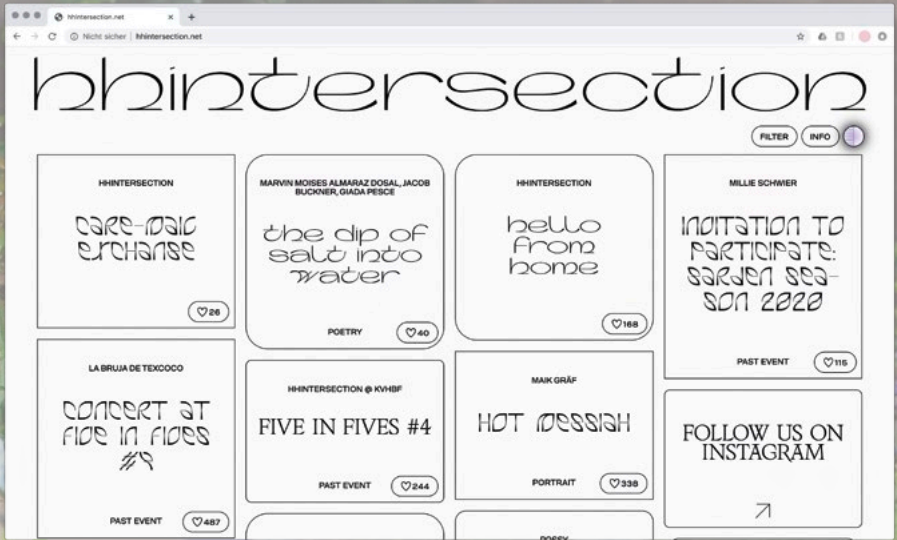 hhintersection.net
Nicht sicher | hhintersection.net
hhintersection
FILTER
INFO
HHINTERSECTION
CARE-MAIL
EXCHANGE
26
MARVIN MOISES ALMARAZ DOSAL, JACOB
BUCKNER, GIADA PESCE
the dip of
salt into
water
POETRY
40
HHINTERSECTION
hello
from
home
168
MILLIE SCHWIER
INVITATION TO
PARTICIPATE:
GARDEN SEA-
SON 2020
PAST EVENT
115
LA BRUJA DE TEXCOCO
CONCERT AT
FIVE IN FIVES
PAST EVENT
487
HHINTERSECTION @ KVHBF
FIVE IN FIVES #4
PAST EVENT
244
MAIK GRÄF
HOT MESSIAH
PORTRAIT
338
FOLLOW US ON
INSTAGRAM